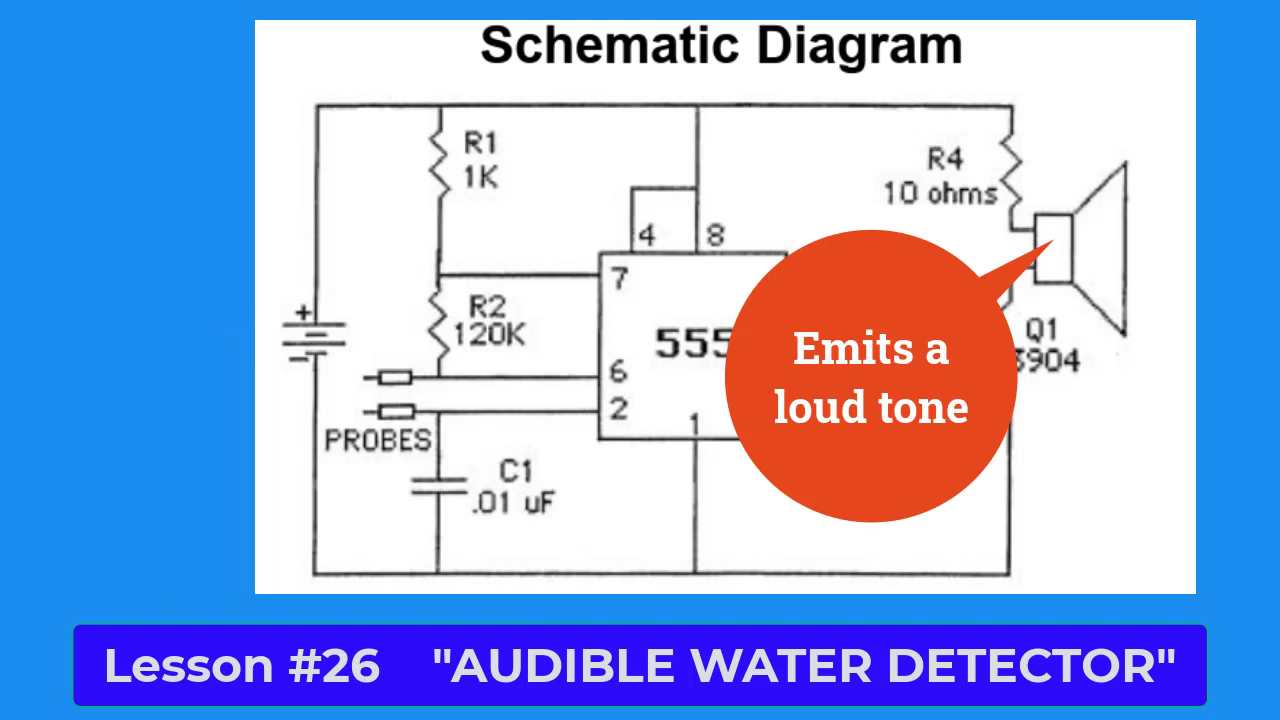 Schematic Diagram
R1
1K
R4
10 ohms
4
8
7
R2
120K
+
-
555
Emits a
loud tone
Q1
3904
6
2
1
PROBES
C1
.01 uF
Lesson #26 "AUDIBLE WATER DETECTOR"